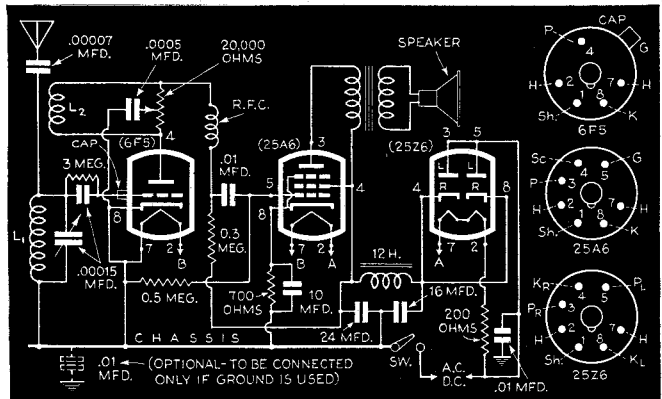 .00007
MFD.
.0005
MFD.
20,000
OHMS
SPEAKER
L2
R.F.C.
4
(6F5)
CAP.
8
7
2
B
3 MEG.
L1
.00015
MFD.
.01
MFD.
0.3
MEG.
0.5 MEG.
3
(25A6)
5
4
8
7
2
B
A
700
OHMS
10
MFD.
12 H.
24 MFD.
16 MFD.
(25Z6)
3
5
L
L
R
R
4
8
7
2
A
200
OHMS
.01 MFD.
CHASSIS
SW.
A.C.
D.C.
.01
MFD.
(OPTIONAL- TO BE CONNECTED
ONLY IF GROUND IS USED)
CAP
P
4
G
H
2
7
H
1
8
Sh.
K
6F5
Sc
G
4
5
P
3
H
2
7
H
1
8
Sh.
K
25A6
KR
PL
4
5
PR
3
H
2
7
H
1
8
Sh.
KL
25Z6